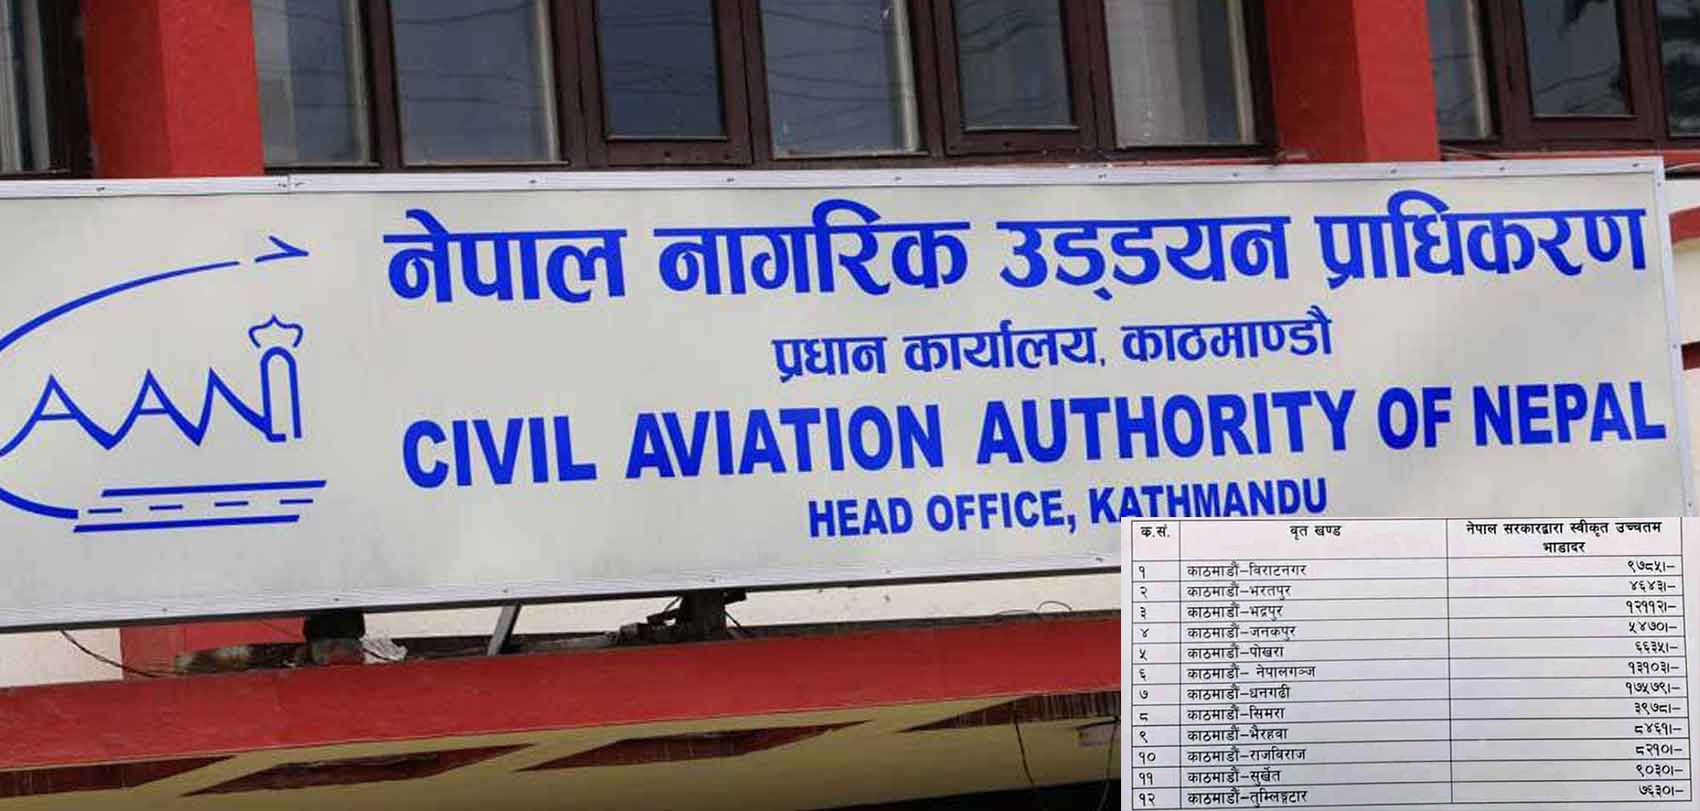 नेपाल नागरिक उड्डयन प्राधिकरण
प्रधान कार्यालय, काठमाण्डौ
CAAN
CIVIL AVIATION AUTHORITY OF NEPAL
HEAD OFFICE, KATHMANDU
क.सं. वृत खण्ड नेपाल सरकारद्वारा स्वीकृत उच्चतम
भाडादर
१ काठमाडौं-विराटनगर ९७८५।-
२ काठमाडौं-भरतपुर ४६४३।-
३ काठमाडौं-भद्रपुर १२११२।-
४ काठमाडौं-जनकपुर ५४७०।-
५ काठमाडौं-पोखरा ६६३५।-
६ काठमाडौं- नेपालगञ्ज १३१०३।-
७ काठमाडौं-धनगढी १७५७९।-
८ काठमाडौं-सिमरा ३९७८।-
९ काठमाडौं-भैरहवा ८४६१।-
१० काठमाडौं-राजविराज ८२१०।-
११ काठमाडौं-सुर्खेत ९०३०।-
१२ काठमाडौं-तुम्लिङ्गटार ७६३०।-